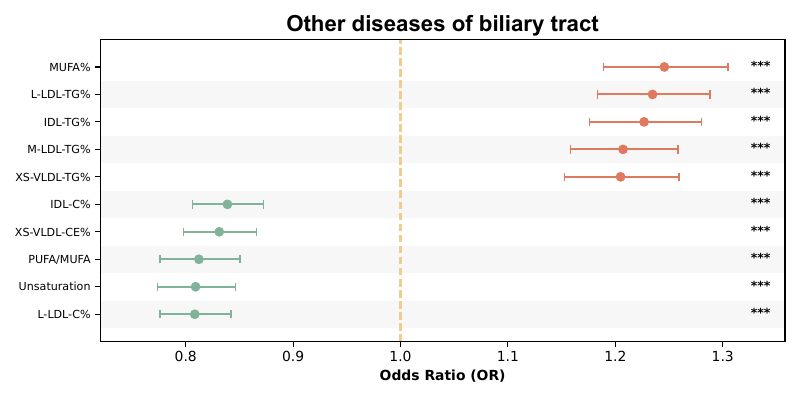 Other diseases of biliary tract
MUFA% ***
L-LDL-TG% ***
IDL-TG% ***
M-LDL-TG% ***
XS-VLDL-TG% ***
IDL-C% ***
XS-VLDL-CE% ***
PUFA/MUFA ***
Unsaturation ***
L-LDL-C% ***
0.8 0.9 1.0 1.1 1.2 1.3
Odds Ratio (OR)